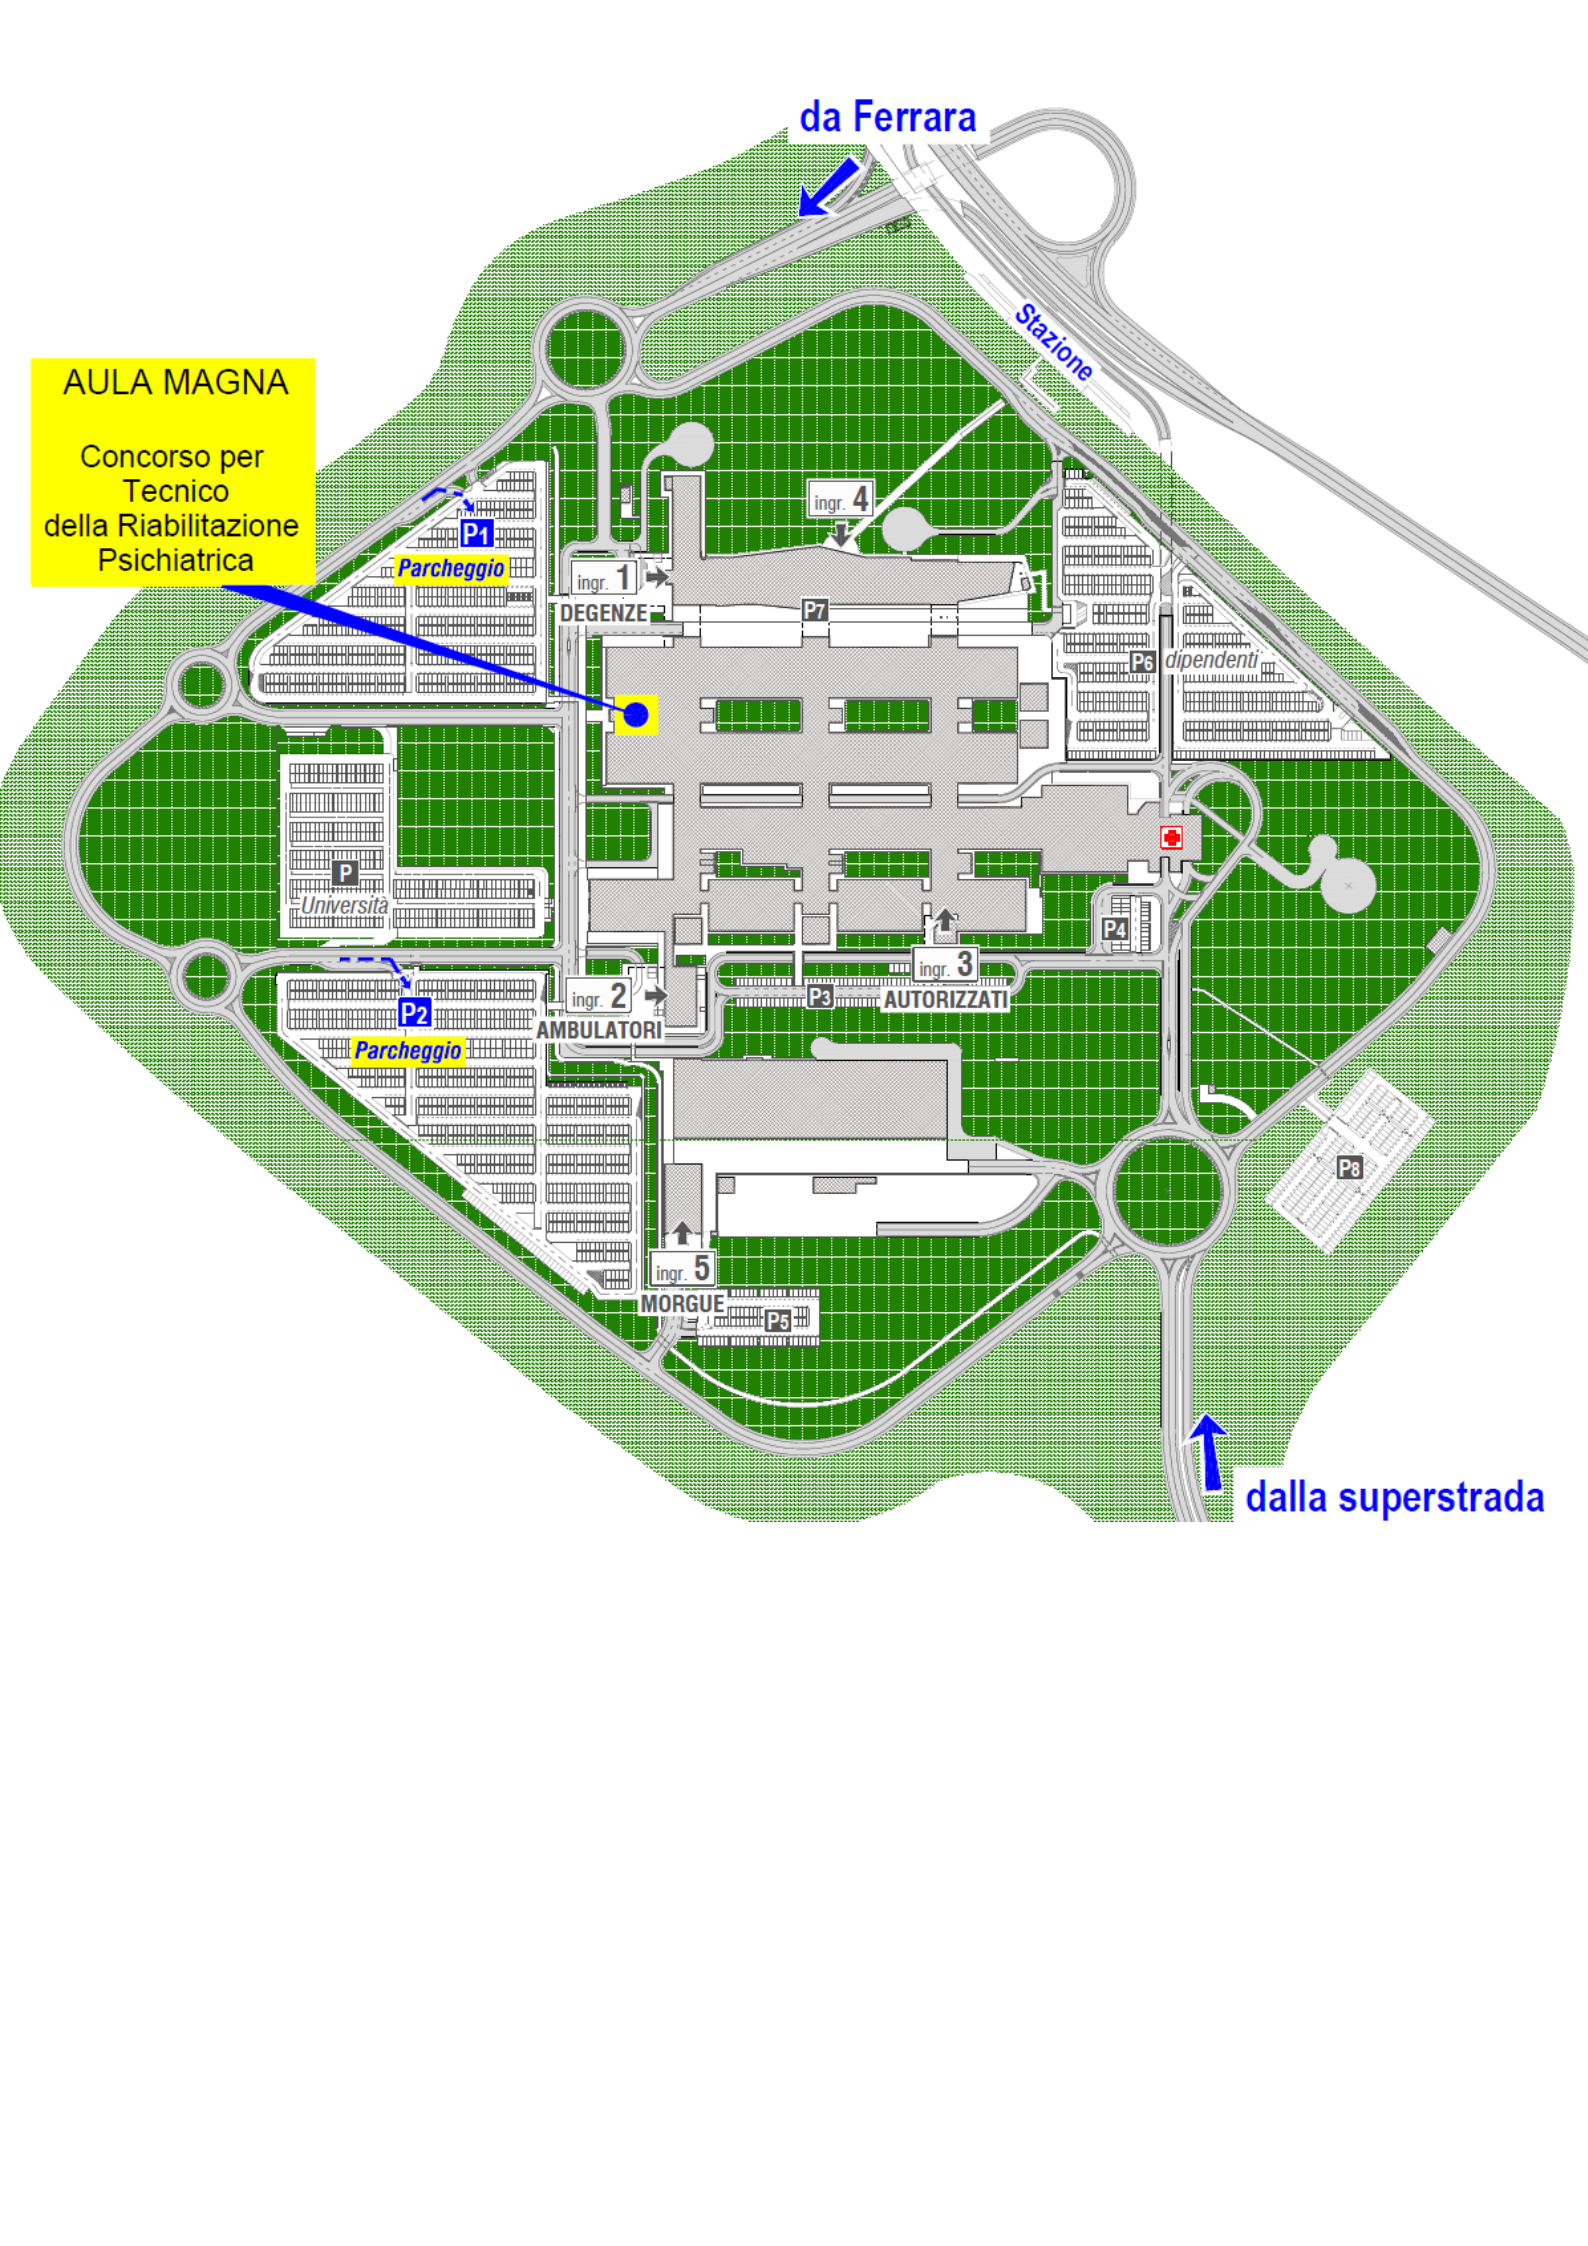 da Ferrara
Stazione
AULA MAGNA
Concorso per
Tecnico
della Riabilitazione
Psichiatrica
P1
Parcheggio
ingr. 4
ingr. 1
DEGENZE
P7
P6 dipendenti
P
Università
P4
ingr. 3
AUTORIZZATI
P3
ingr. 2
AMBULATORI
P2
Parcheggio
P8
ingr. 5
MORGUE
P5
dalla superstrada